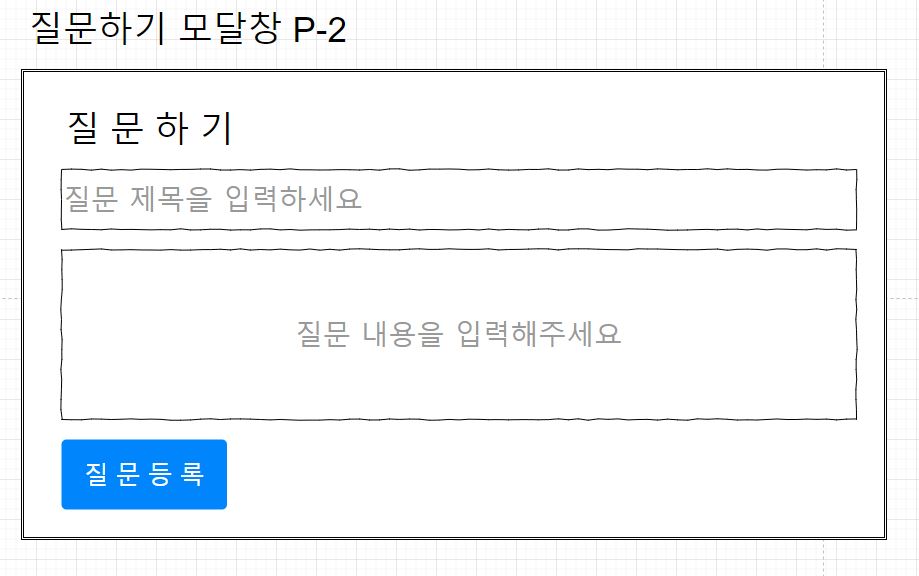 질문하기 모달창 P-2
질 문 하 기
질문 제목을 입력하세요
질문 내용을 입력해주세요
질 문 등 록